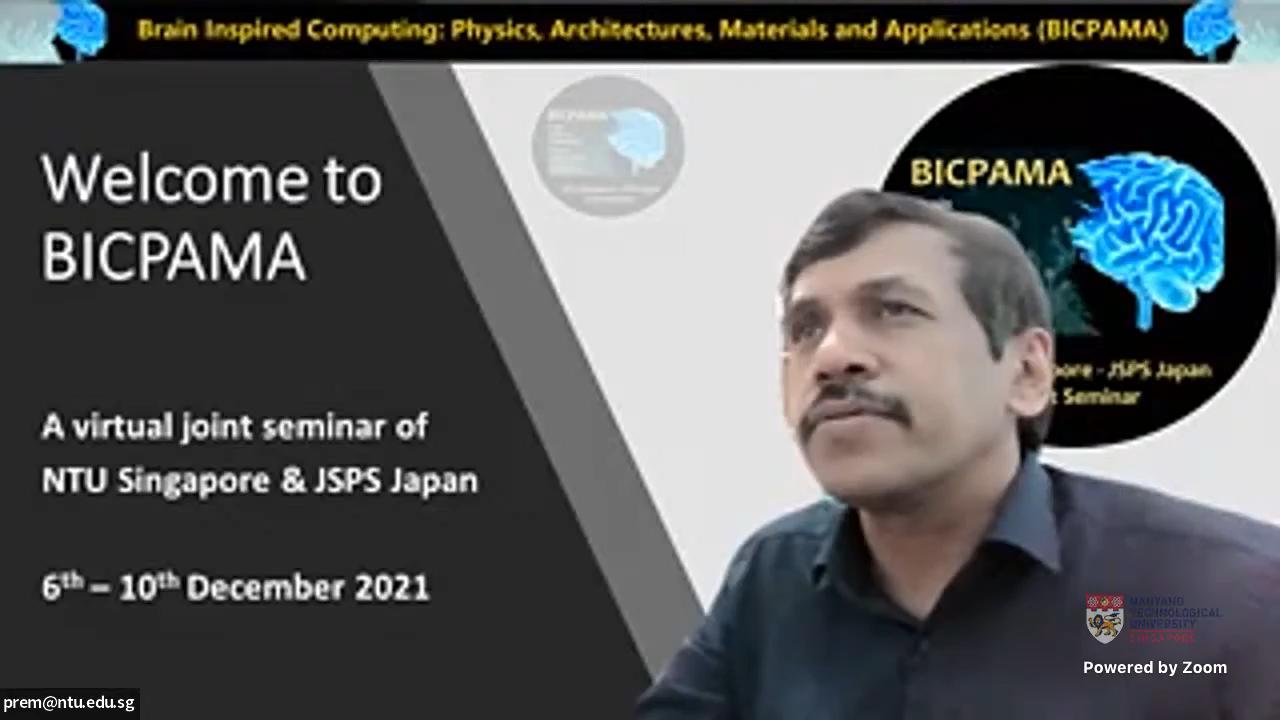 Brain Inspired Computing: Physics, Architectures, Materials and Applications (BICPAMA)
Welcome to
BICPAMA
A virtual joint seminar of
NTU Singapore & JSPS Japan
6th – 10th December 2021
BICPAMA
BICPAMA
pore - JSPS Japan
t Seminar
NANYANG
TECHNOLOGICAL
UNIVERSITY
SINGAPORE
Powered by Zoom
prem@ntu.edu.sg